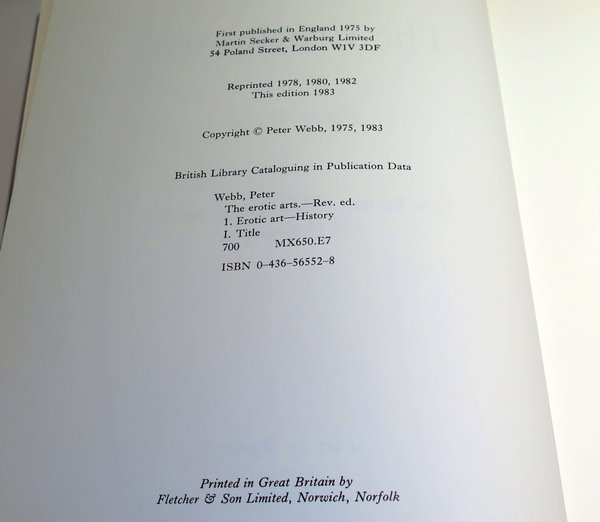 First published in England 1975 by
Martin Secker & Warburg Limited
54 Poland Street, London W1V 3DF
Reprinted 1978, 1980, 1982
This edition 1983
Copyright © Peter Webb, 1975, 1983
British Library Cataloguing in Publication Data
Webb, Peter
The erotic arts.—Rev. ed.
1. Erotic art—History
I. Title
700 MX650.E7
ISBN 0–436–56552–8
Printed in Great Britain by
Fletcher & Son Limited, Norwich, Norfolk